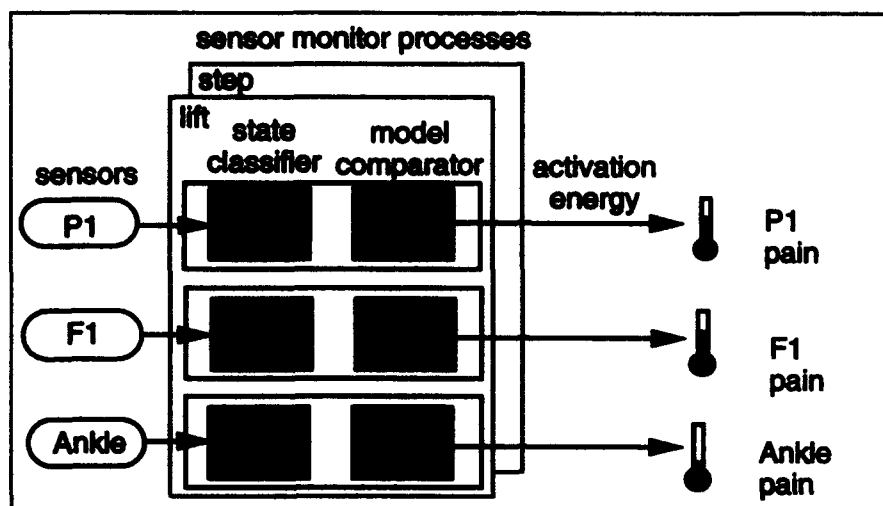 sensor monitor processes
step
lift
state
classifier
model
comparator
sensors
activation
energy
P1
P1
pain
F1
F1
pain
Ankle
Ankle
pain